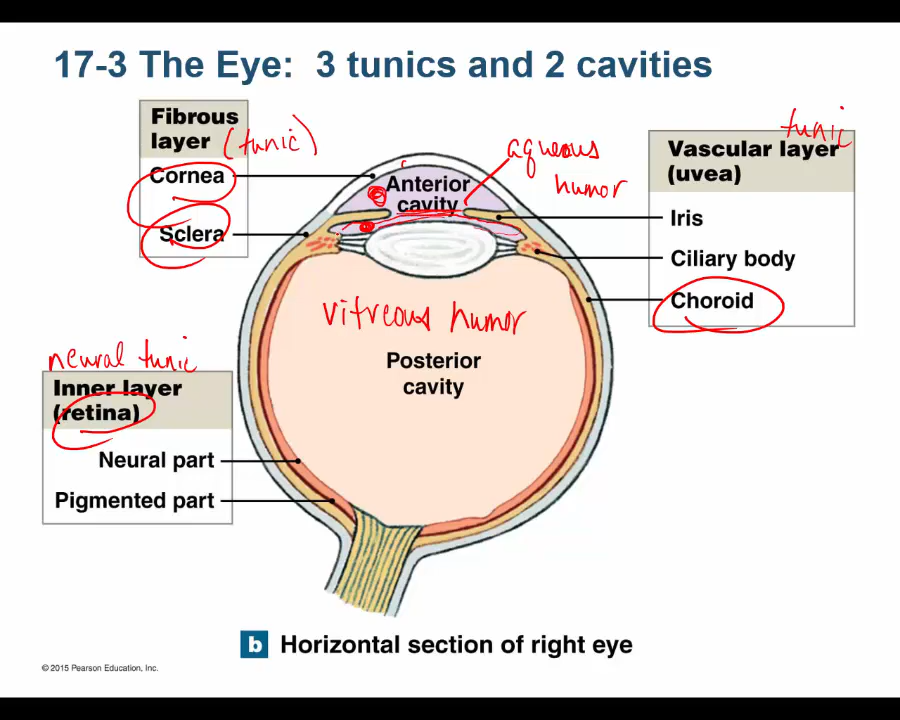 17-3 The Eye: 3 tunics and 2 cavities
Fibrous
layer (tunic)
Cornea
Sclera
aqueous
humor
Anterior
cavity
tunic
Vascular layer
(uvea)
Iris
Ciliary body
Choroid
vitreous humor
Posterior
cavity
neural tunic
Inner layer
(retina)
Neural part
Pigmented part
b Horizontal section of right eye
© 2015 Pearson Education, Inc.